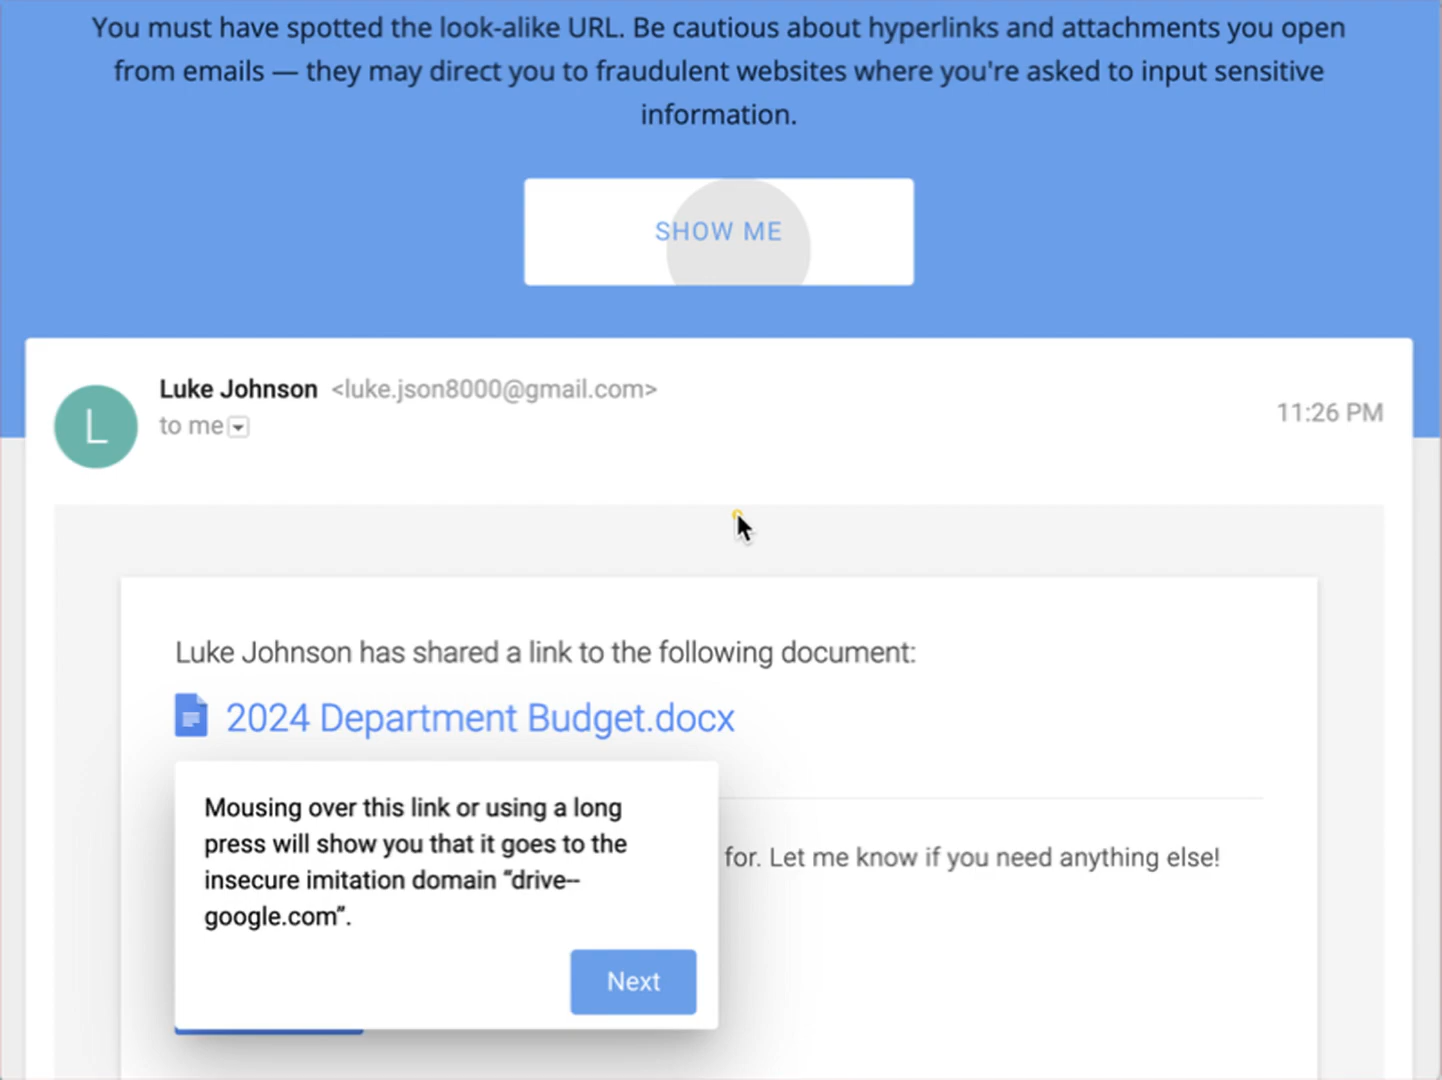 You must have spotted the look-alike URL. Be cautious about hyperlinks and attachments you open
from emails — they may direct you to fraudulent websites where you're asked to input sensitive
information.
SHOW ME
Luke Johnson <luke.json8000@gmail.com>
to me
11:26 PM
L
Luke Johnson has shared a link to the following document:
2024 Department Budget.docx
Mousing over this link or using a long
press will show you that it goes to the
insecure imitation domain “drive--
google.com”.
for. Let me know if you need anything else!
Next